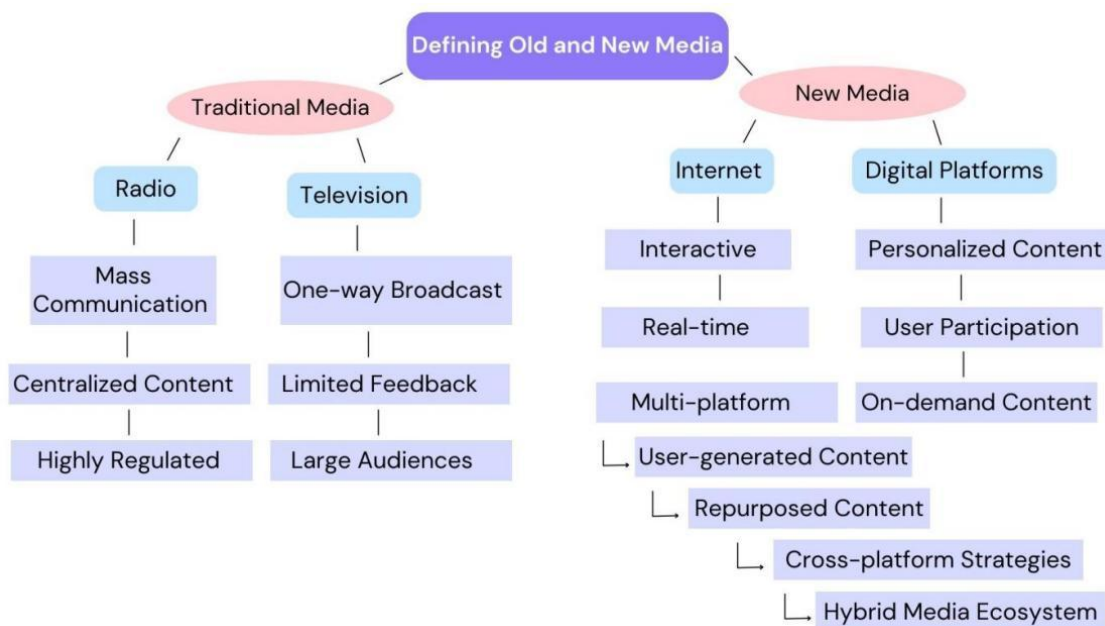 Defining Old and New Media
Traditional Media
New Media
Radio
Television
Internet
Digital Platforms
Mass
Communication
One-way Broadcast
Interactive
Personalized Content
Real-time
User Participation
Centralized Content
Limited Feedback
Multi-platform
On-demand Content
Highly Regulated
Large Audiences
User-generated Content
Repurposed Content
Cross-platform Strategies
Hybrid Media Ecosystem